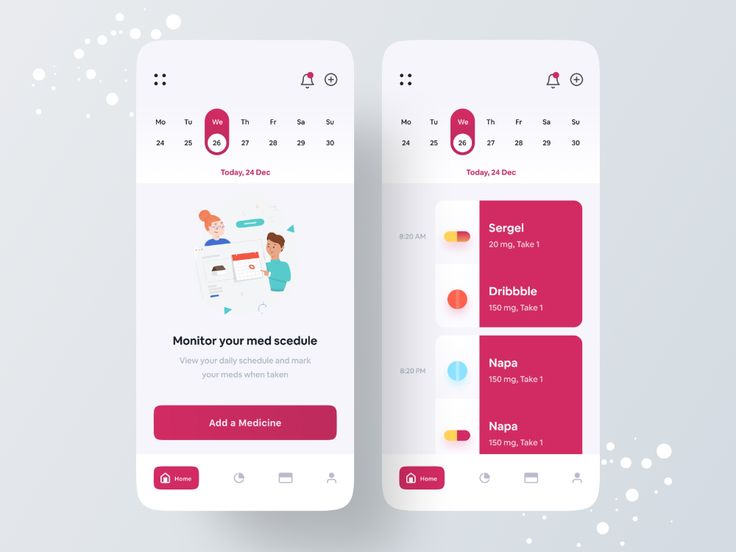 Mo Tu We Th Fr Sa Su
24 25 26 27 28 29 30
Today, 24 Dec
Monitor your med scedule
View your daily schedule and mark
your meds when taken
Add a Medicine
Home
Mo Tu We Th Fr Sa Su
24 25 26 27 28 29 30
Today, 24 Dec
8:20 AM
Sergel
20 mg, Take 1
Dribbble
150 mg, Take 1
8:20 PM
Napa
150 mg, Take 1
Napa
150 mg, Take 1
Home